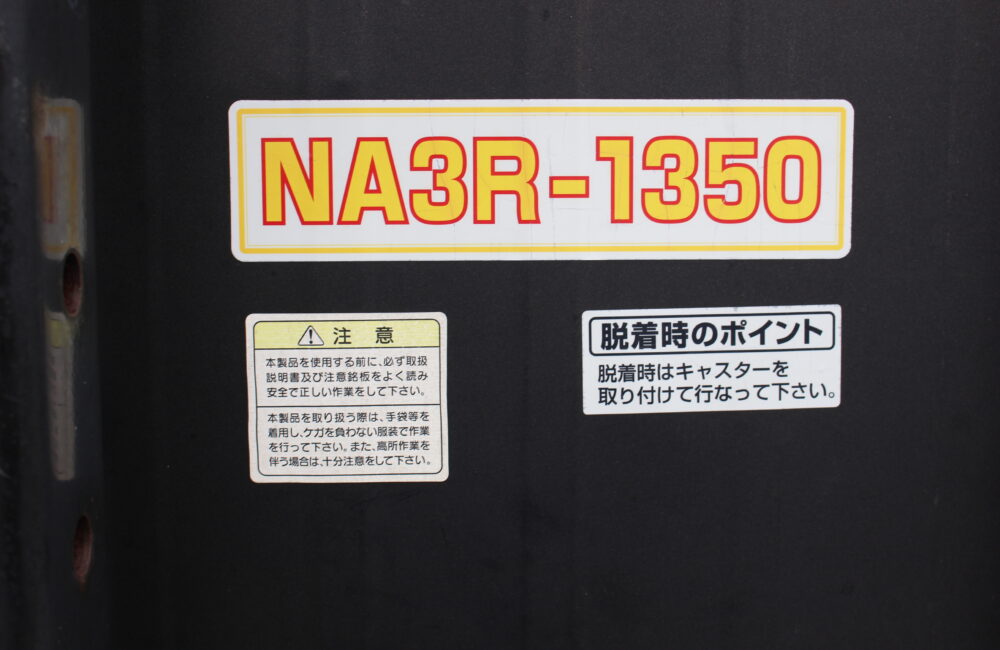 NA3R-1350
注 意
本製品を使用する前に、必ず取扱
説明書及び注意銘板をよく読み
安全で正しい作業をして下さい。
本製品を取り扱う際は、手袋等を
着用し、ケガを負わない服装で作業
を行って下さい。また、高所作業を
伴う場合は、十分注意をして下さい。
脱着時のポイント
脱着時はキャスターを
取り付けて行なって下さい。